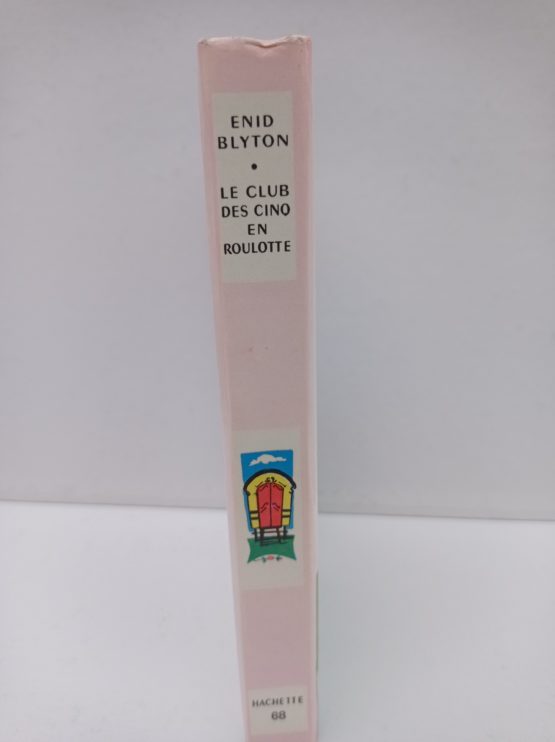 ENID
BLYTON
•
LE CLUB
DES CINQ
EN
ROULOTTE
HACHETTE
68